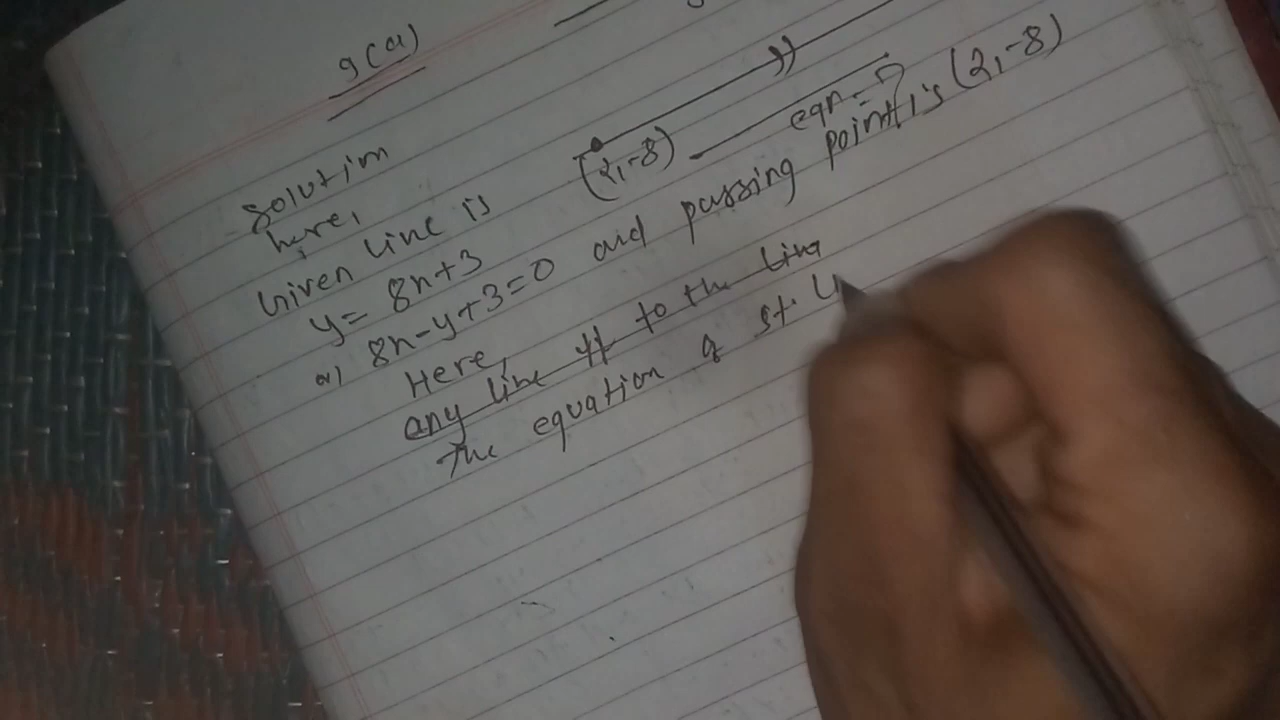 9(a)
solution
here,
Given line is
y = 8x+3
or, 8x-y+3=0 and passing point is (2,-8)
(2,-8)
eqn = ?
Here,
any line // to the line
The equation of st. li